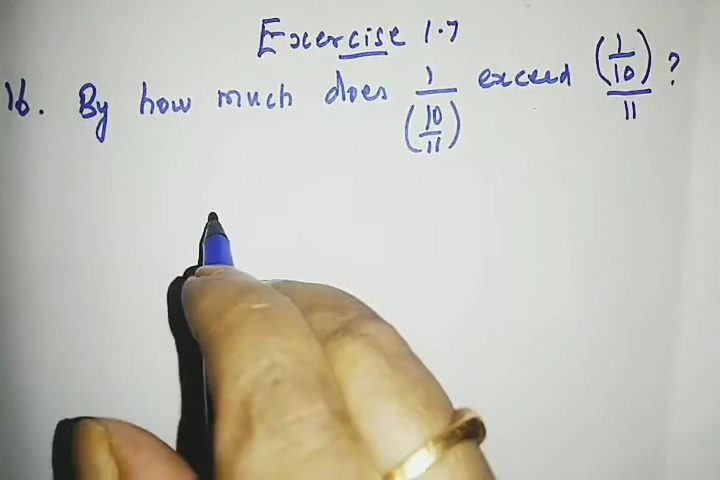 Exercise 1.7
16. By how much does 1/(10/11) exceed (1/10)/11 ?